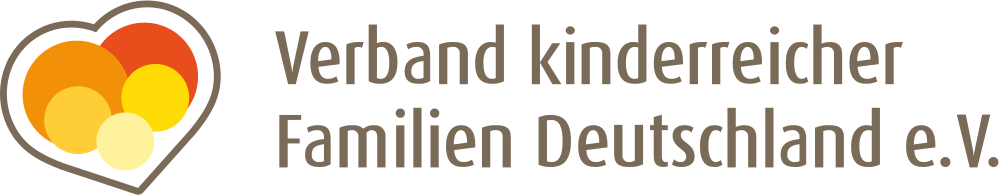 Verband kinderreicher
Familien Deutschland e.V.